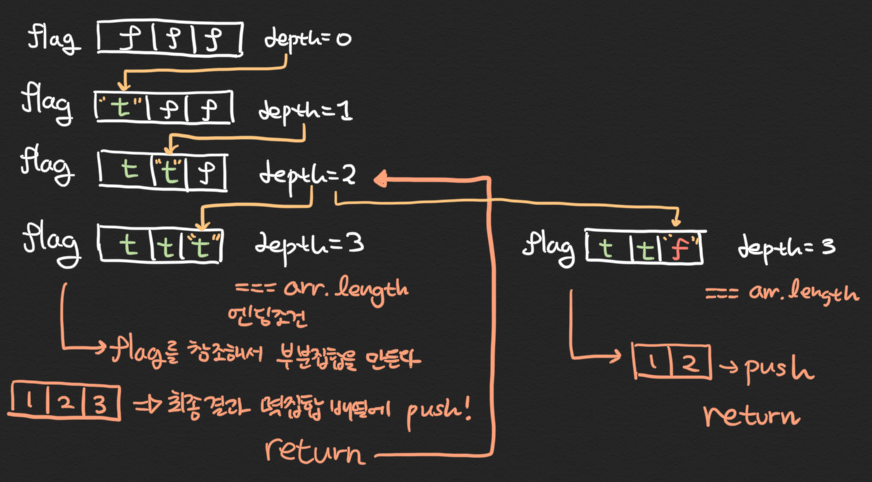 flag f f f depth=0
flag "t" f f depth=1
flag t "t" f depth=2
flag t t "t" depth=3
=== arr.length
엔딩조건
flag를 참조해서 부분집합을 만든다
1 2 3 ⇒ 최종결과 멱집합 배열에 push!
return
flag t t "f" depth=3
=== arr.length
1 2 → push
return